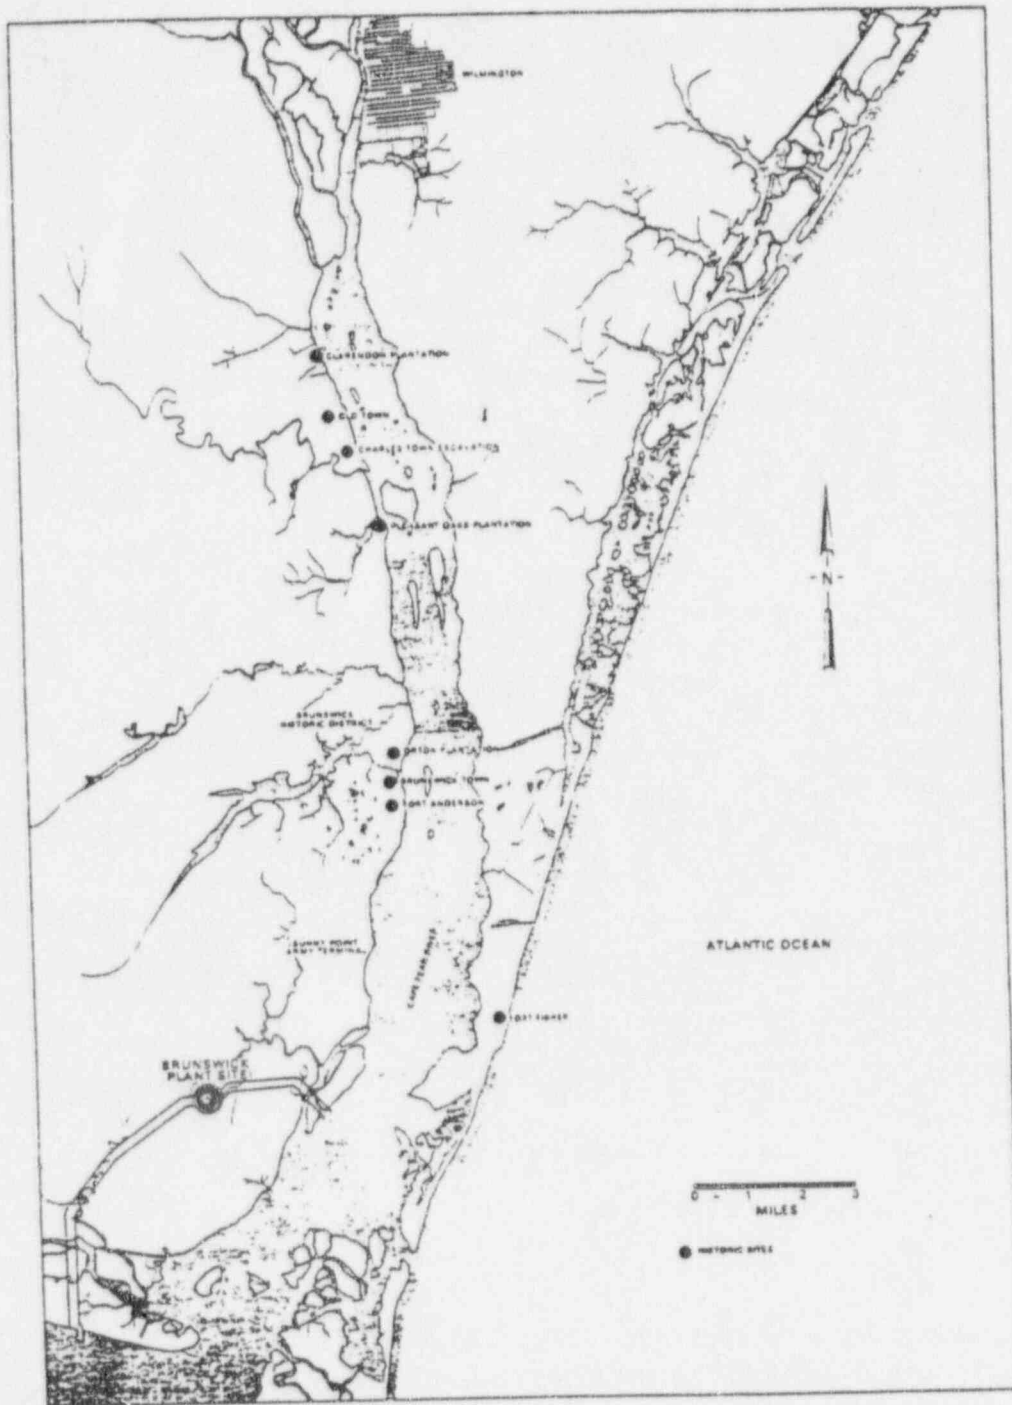 WILMINGTON
CLARENDON PLANTATION
OLD TOWN
CHARLES TOWN EXCAVATION
PLEASANT OAKS PLANTATION
N
BRUNSWICK
HISTORIC DISTRICT
ORTON PLANTATION
BRUNSWICK TOWN
FORT ANDERSON
SUNNY POINT
ARMY TERMINAL
CAPE FEAR RIVER
ATLANTIC OCEAN
FORT FISHER
BRUNSWICK
PLANT SITE
0 1 2 3
MILES
HISTORIC SITES